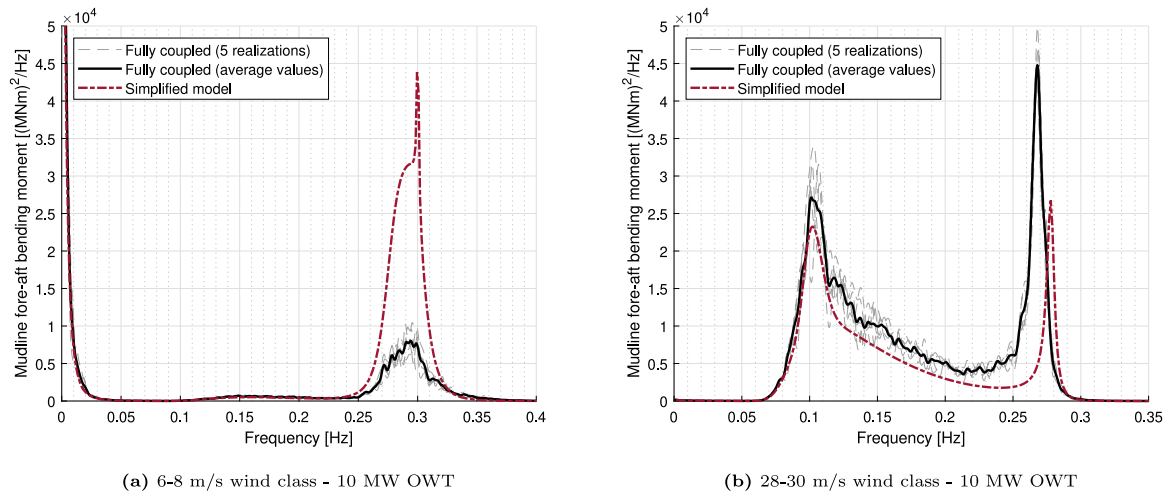 ×10⁴
5
4.5
4
3.5
3
2.5
2
1.5
1
0.5
0
Mudline fore-aft bending moment [(MNm)²/Hz]
Fully coupled (5 realizations)
Fully coupled (average values)
Simplified model
0 0.05 0.1 0.15 0.2 0.25 0.3 0.35 0.4
Frequency [Hz]
(a) 6-8 m/s wind class - 10 MW OWT
×10⁴
5
4.5
4
3.5
3
2.5
2
1.5
1
0.5
0
Mudline fore-aft bending moment [(MNm)²/Hz]
Fully coupled (5 realizations)
Fully coupled (average values)
Simplified model
0 0.05 0.1 0.15 0.2 0.25 0.3 0.35
Frequency [Hz]
(b) 28-30 m/s wind class - 10 MW OWT